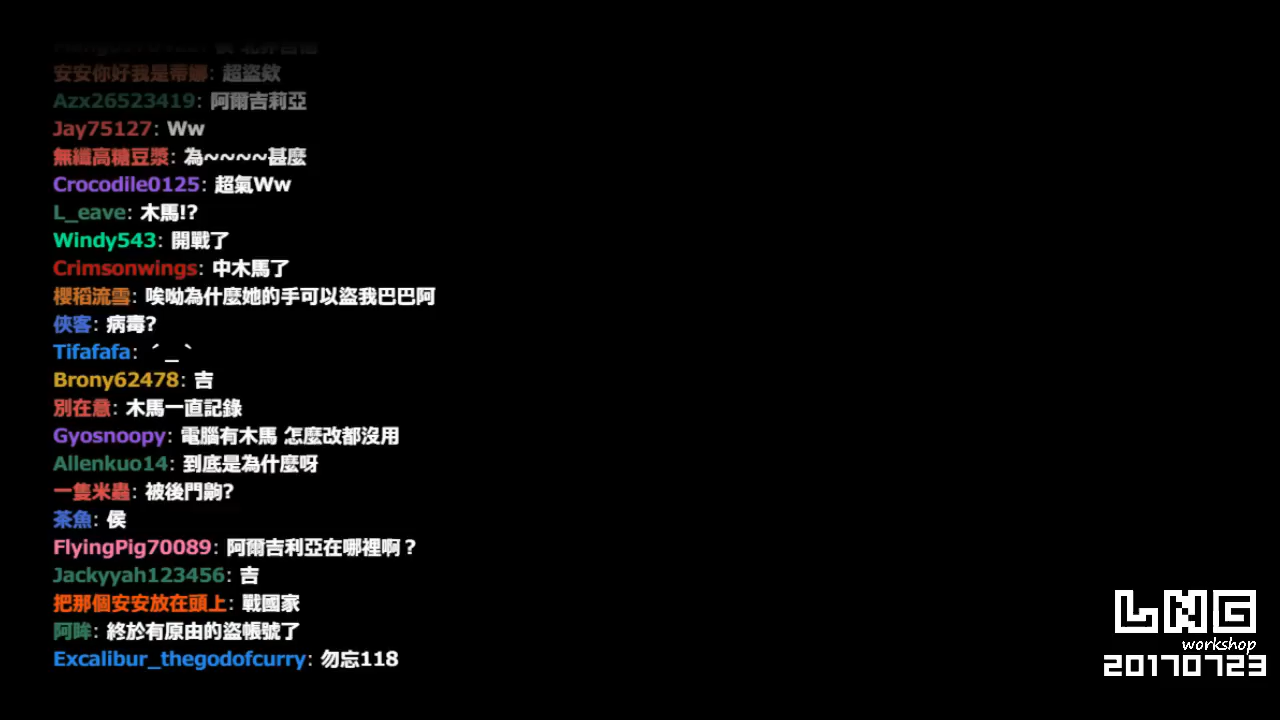 安安你好我是蒂娜: 超盜欸
Azx26523419: 阿爾吉莉亞
Jay75127: Ww
無纖高糖豆漿: 為~~~~甚麼
Crocodile0125: 超氣Ww
L_eave: 木馬!?
Windy543: 開戰了
Crimsonwings: 中木馬了
櫻稻流雪: 唉呦為什麼她的手可以盜我巴巴阿
俠客: 病毒?
Tifafafa: ˊ_ˋ
Brony62478: 吉
別在意: 木馬一直記錄
Gyosnoopy: 電腦有木馬 怎麼改都沒用
Allenkuo14: 到底是為什麼呀
一隻米蟲: 被後門齁?
茶魚: 侯
FlyingPig70089: 阿爾吉利亞在哪裡啊？
Jackyyah123456: 吉
把那個安安放在頭上: 戰國家
阿眸: 終於有原由的盜帳號了
Excalibur_thegodofcurry: 勿忘118
LNG
workshop
20170723